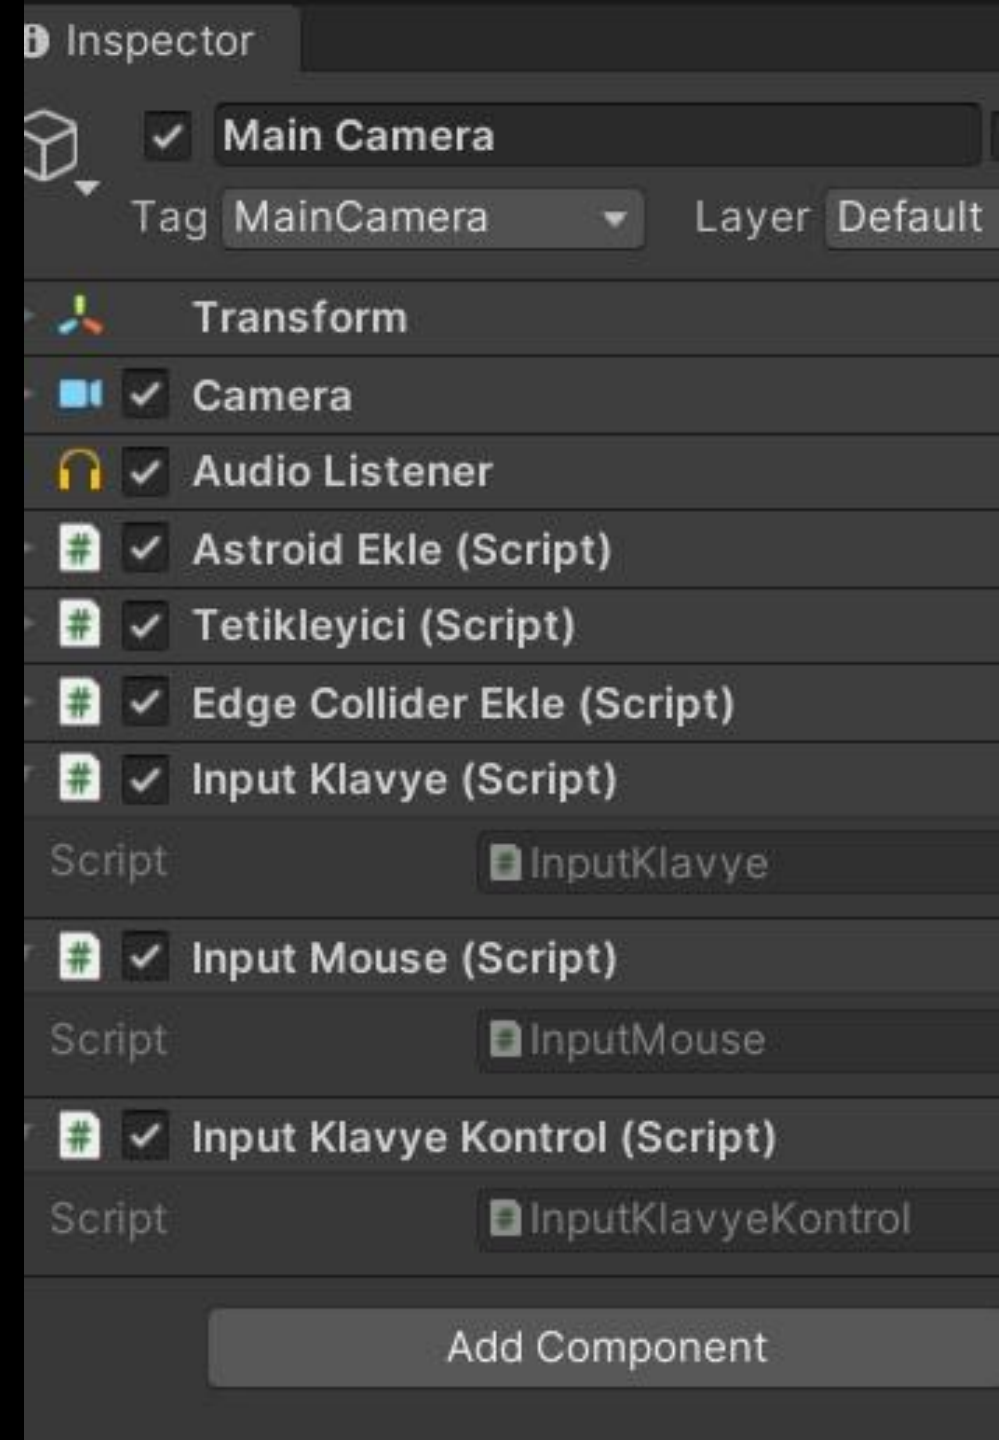 Inspector
Main Camera
Tag MainCamera Layer Default
Transform
Camera
Audio Listener
Astroid Ekle (Script)
Tetikleyici (Script)
Edge Collider Ekle (Script)
Input Klavye (Script)
Script InputKlavye
Input Mouse (Script)
Script InputMouse
Input Klavye Kontrol (Script)
Script InputKlavyeKontrol
Add Component